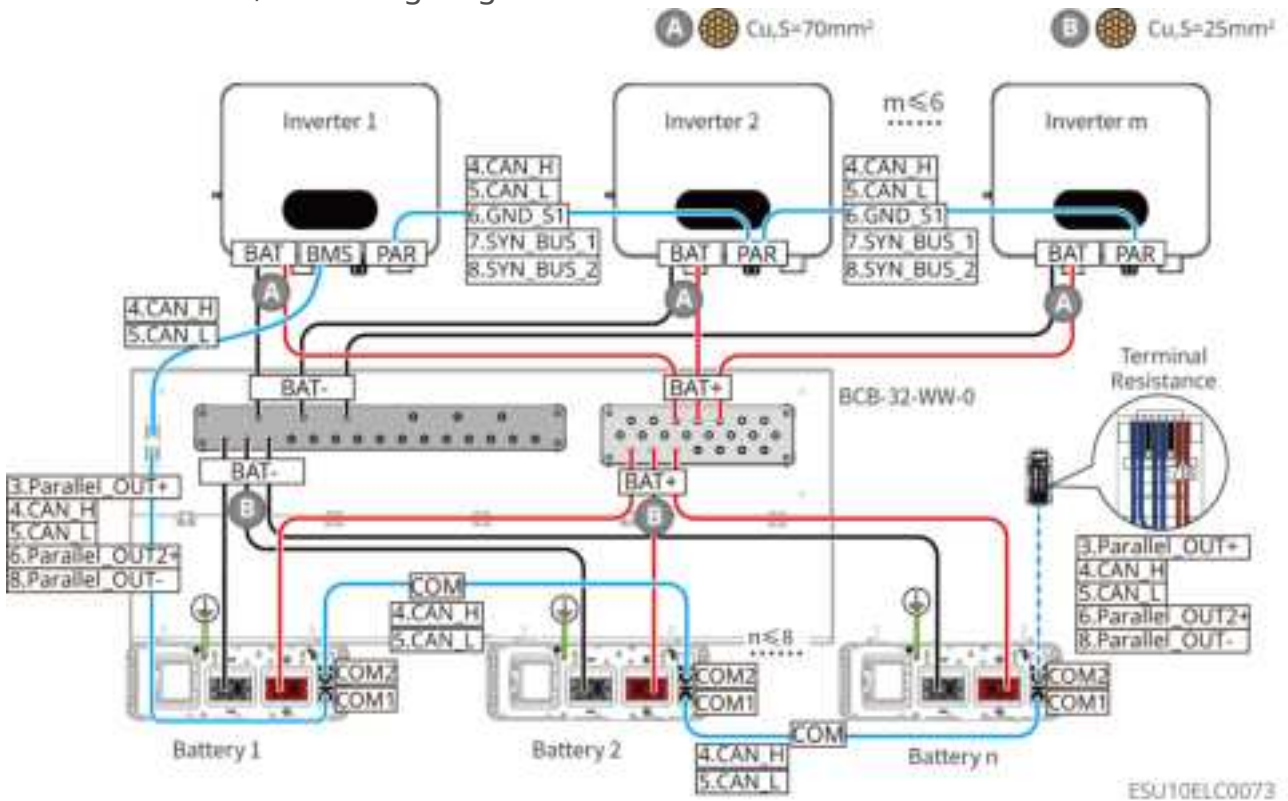 A Cu,S=70mm²
B Cu,S=25mm²
Inverter 1
Inverter 2
m≤6
Inverter m
4.CAN_H
5.CAN_L
6.GND_S1
7.SYN_BUS_1
8.SYN_BUS_2
4.CAN_H
5.CAN_L
6.GND_S1
7.SYN_BUS_1
8.SYN_BUS_2
BAT BMS PAR
BAT PAR
BAT PAR
A
A
A
4.CAN_H
5.CAN_L
Terminal
Resistance
BAT-
BAT+
BCB-32-WW-0
BAT-
BAT+
B
B
3.Parallel_OUT+
4.CAN_H
5.CAN_L
6.Parallel_OUT2+
8.Parallel_OUT-
3.Parallel_OUT+
4.CAN_H
5.CAN_L
6.Parallel_OUT2+
8.Parallel_OUT-
COM
4.CAN_H
5.CAN_L
n≤8
COM2
COM1
COM2
COM1
COM2
COM1
Battery 1
Battery 2
COM
4.CAN_H
5.CAN_L
Battery n
ESU10ELC0073